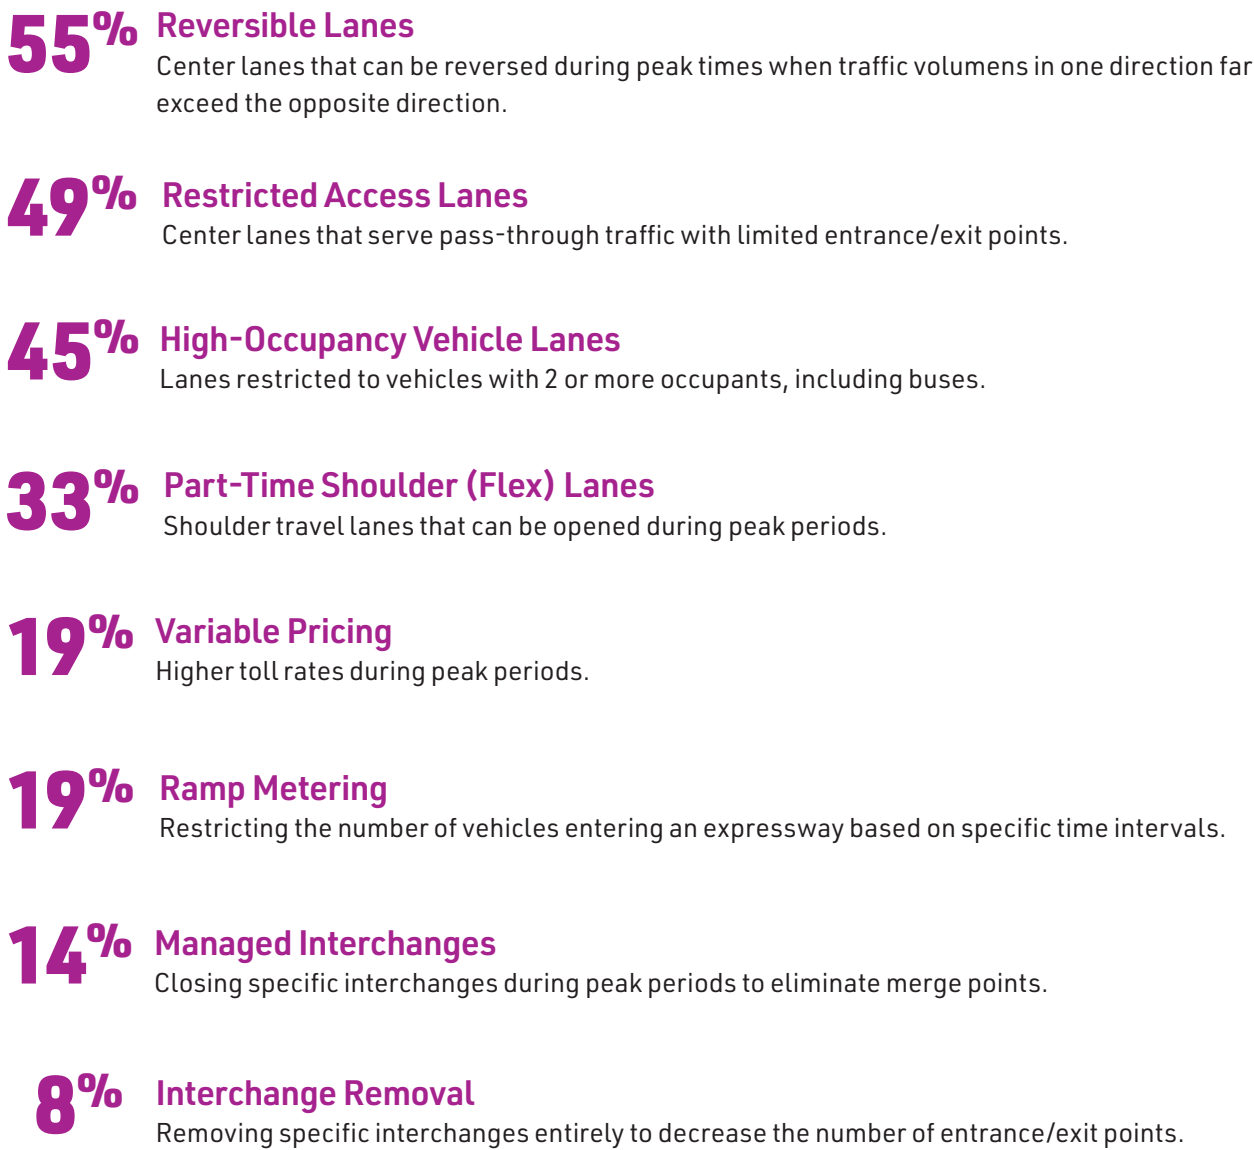 55% Reversible Lanes
Center lanes that can be reversed during peak times when traffic volumens in one direction far
exceed the opposite direction.
49% Restricted Access Lanes
Center lanes that serve pass-through traffic with limited entrance/exit points.
45% High-Occupancy Vehicle Lanes
Lanes restricted to vehicles with 2 or more occupants, including buses.
33% Part-Time Shoulder (Flex) Lanes
Shoulder travel lanes that can be opened during peak periods.
19% Variable Pricing
Higher toll rates during peak periods.
19% Ramp Metering
Restricting the number of vehicles entering an expressway based on specific time intervals.
14% Managed Interchanges
Closing specific interchanges during peak periods to eliminate merge points.
8% Interchange Removal
Removing specific interchanges entirely to decrease the number of entrance/exit points.